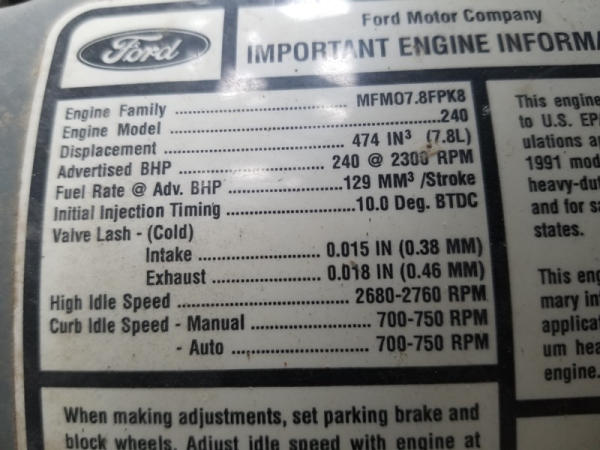 Ford
Ford Motor Company
IMPORTANT ENGINE INFORMA
Engine Family ........ MFM07.8FPK8
Engine Model ........ 240
Displacement ........ 474 IN³ (7.8L)
Advertised BHP ........ 240 @ 2300 RPM
Fuel Rate @ Adv. BHP ........ 129 MM³ /Stroke
Initial Injection Timing ........ 10.0 Deg. BTDC
Valve Lash - (Cold)
Intake ........ 0.015 IN (0.38 MM)
Exhaust ........ 0.018 IN (0.46 MM)
High Idle Speed ........ 2680-2760 RPM
Curb Idle Speed - Manual ........ 700-750 RPM
- Auto ........ 700-750 RPM
When making adjustments, set parking brake and
block wheels. Adjust idle speed with engine at
This engine
to U.S. EP
ulations a
1991 mod
heavy-dut
and for sa
states.
This eng
mary int
applicat
um hea
engine.